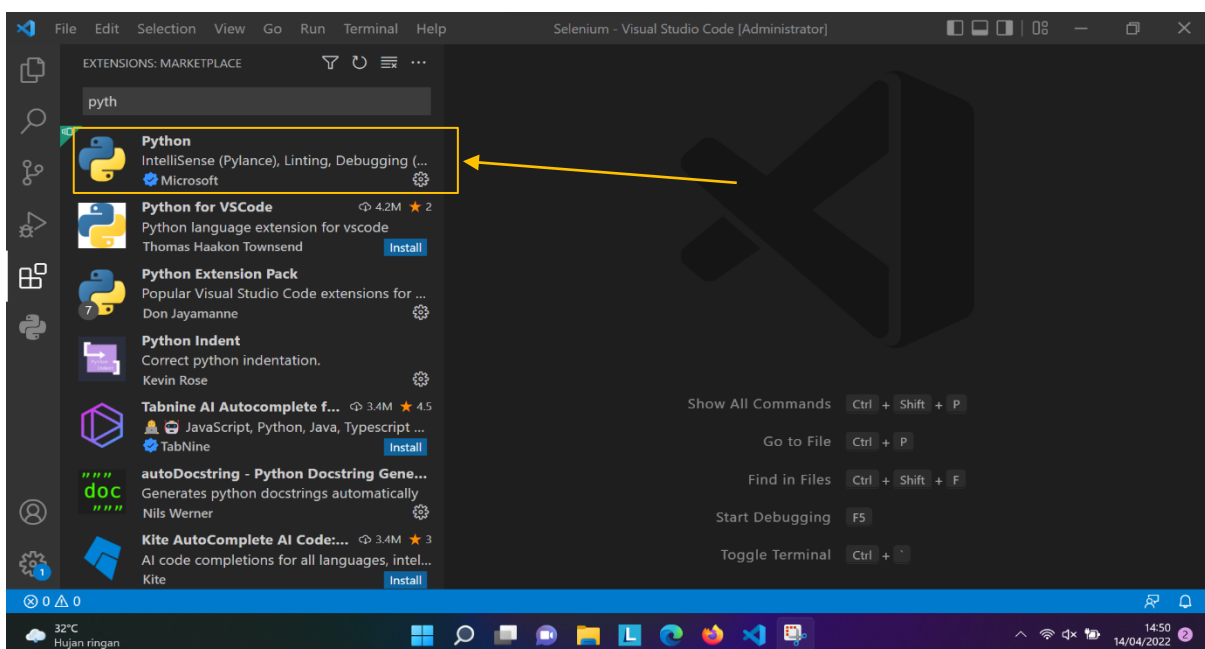 File Edit Selection View Go Run Terminal Help
Selenium - Visual Studio Code [Administrator]
EXTENSIONS: MARKETPLACE
pyth
Python
IntelliSense (Pylance), Linting, Debugging (...
Microsoft
Python for VSCode 4.2M ★ 2
Python language extension for vscode
Thomas Haakon Townsend Install
Python Extension Pack
Popular Visual Studio Code extensions for ...
7 Don Jayamanne
Python Indent
Correct python indentation.
Kevin Rose
Tabnine AI Autocomplete f... 3.4M ★ 4.5
JavaScript, Python, Java, Typescript ...
TabNine Install
""" doc """
autoDocstring - Python Docstring Gene...
Generates python docstrings automatically
Nils Werner
Kite AutoComplete AI Code:... 3.4M ★ 3
AI code completions for all languages, intel...
Kite Install
1
Show All Commands Ctrl + Shift + P
Go to File Ctrl + P
Find in Files Ctrl + Shift + F
Start Debugging F5
Toggle Terminal Ctrl + `
0 0
32°C
Hujan ringan
L
14:50
14/04/2022
2